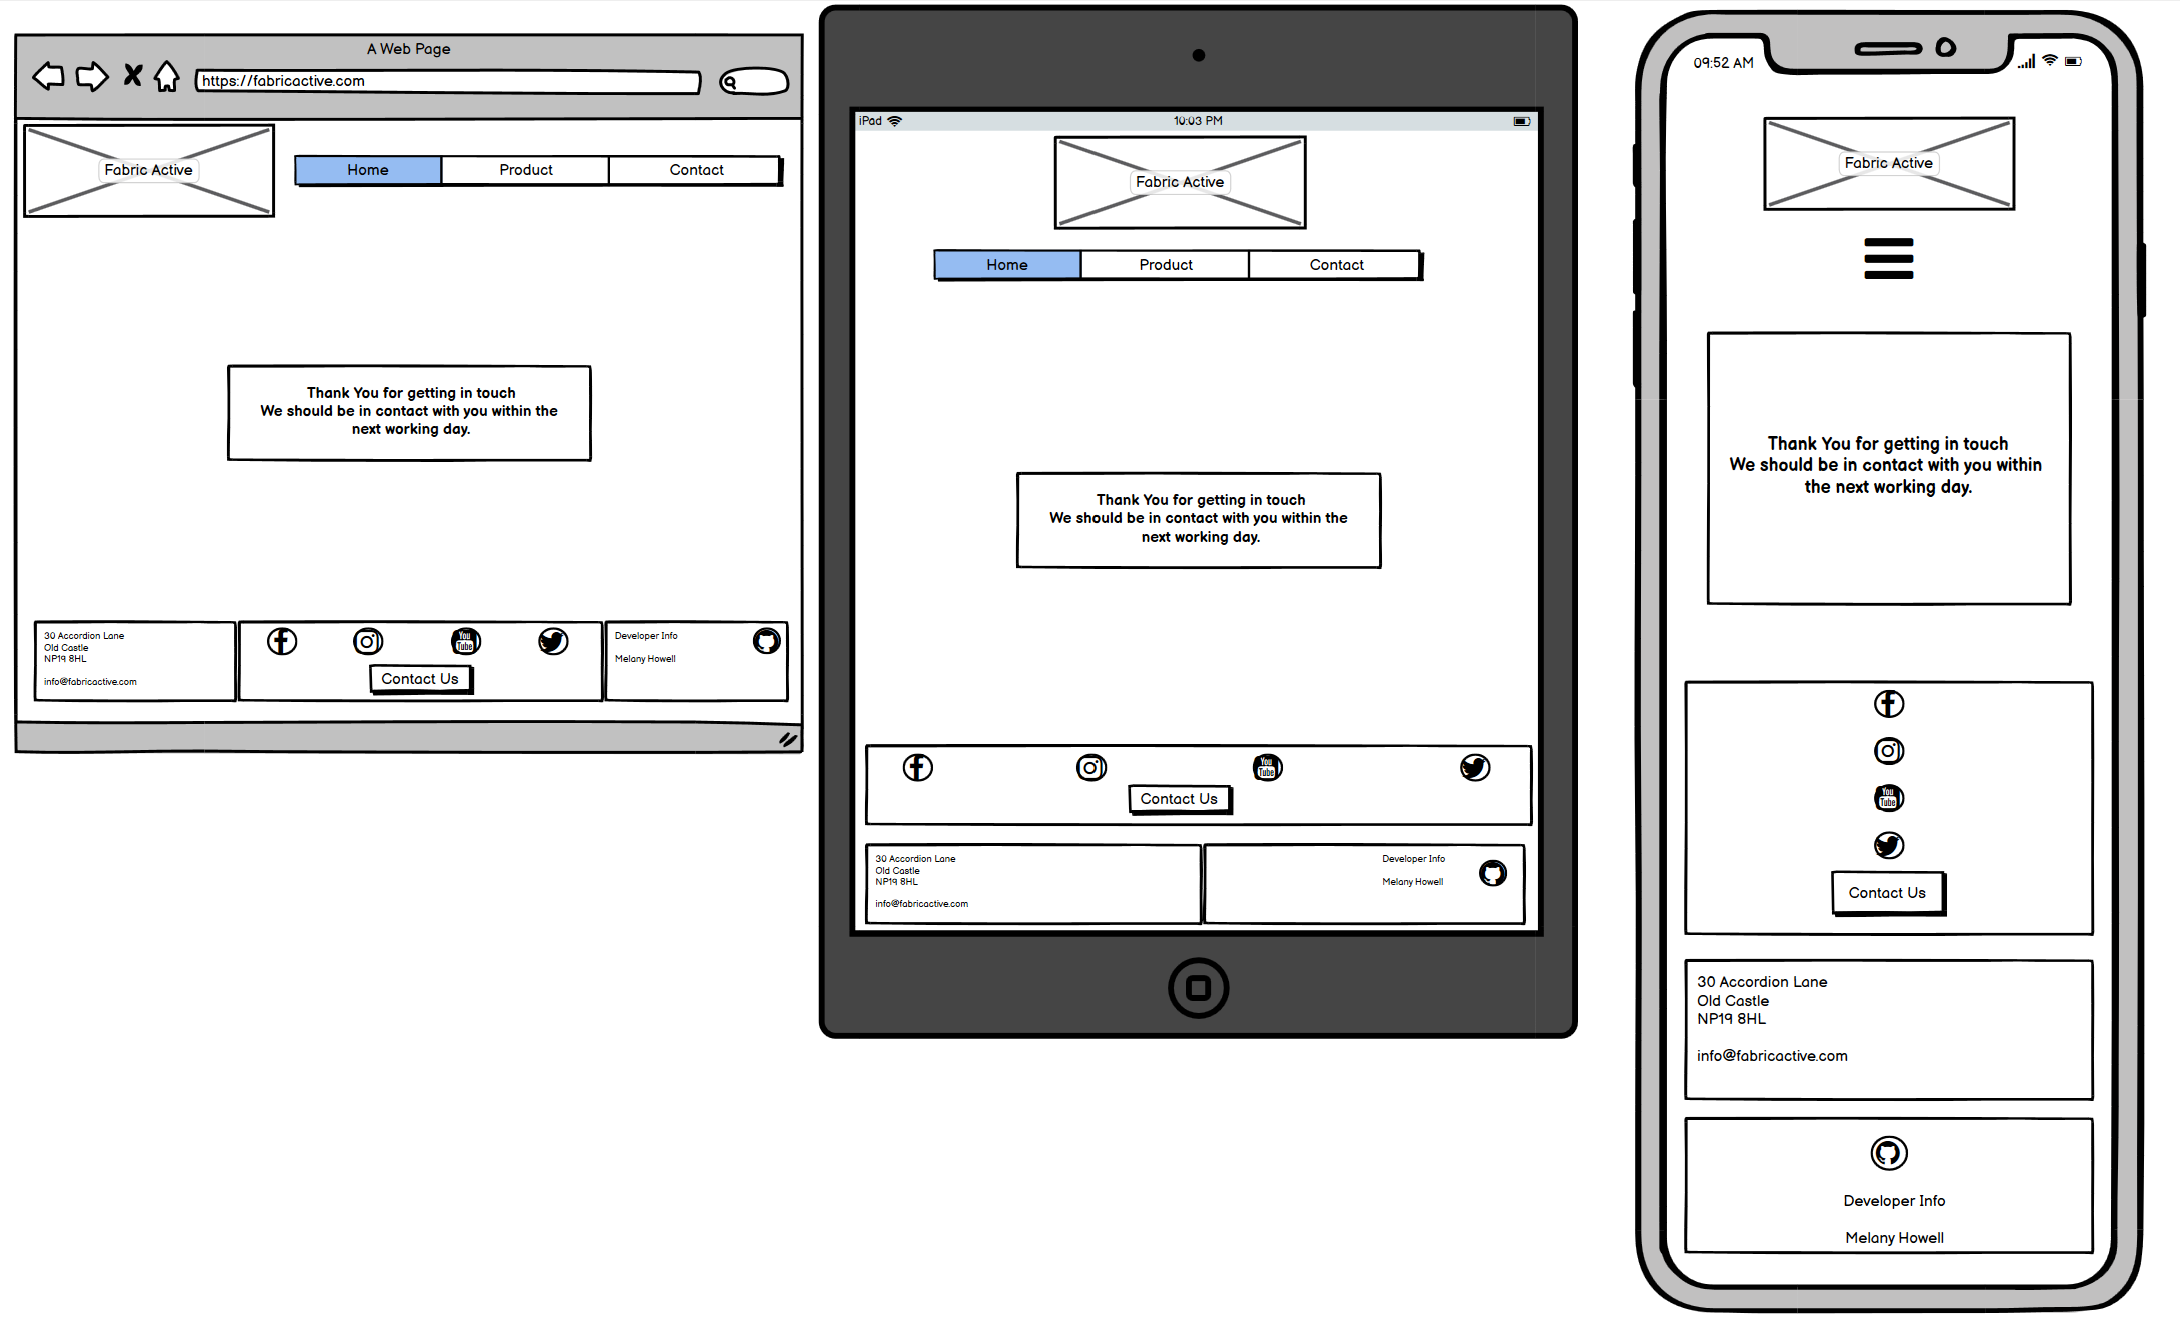 A Web Page
https://fabricactive.com
Fabric Active
Home Product Contact
Thank You for getting in touch
We should be in contact with you within the
next working day.
30 Accordion Lane
Old Castle
NP19 8HL
info@fabricactive.com
You
Tube
Contact Us
Developer Info
Melany Howell
iPad 10:03 PM
Fabric Active
Home Product Contact
Thank You for getting in touch
We should be in contact with you within the
next working day.
You
Tube
Contact Us
30 Accordion Lane
Old Castle
NP19 8HL
info@fabricactive.com
Developer Info
Melany Howell
09:52 AM
Fabric Active
Thank You for getting in touch
We should be in contact with you within
the next working day.
You
Tube
Contact Us
30 Accordion Lane
Old Castle
NP19 8HL
info@fabricactive.com
Developer Info
Melany Howell